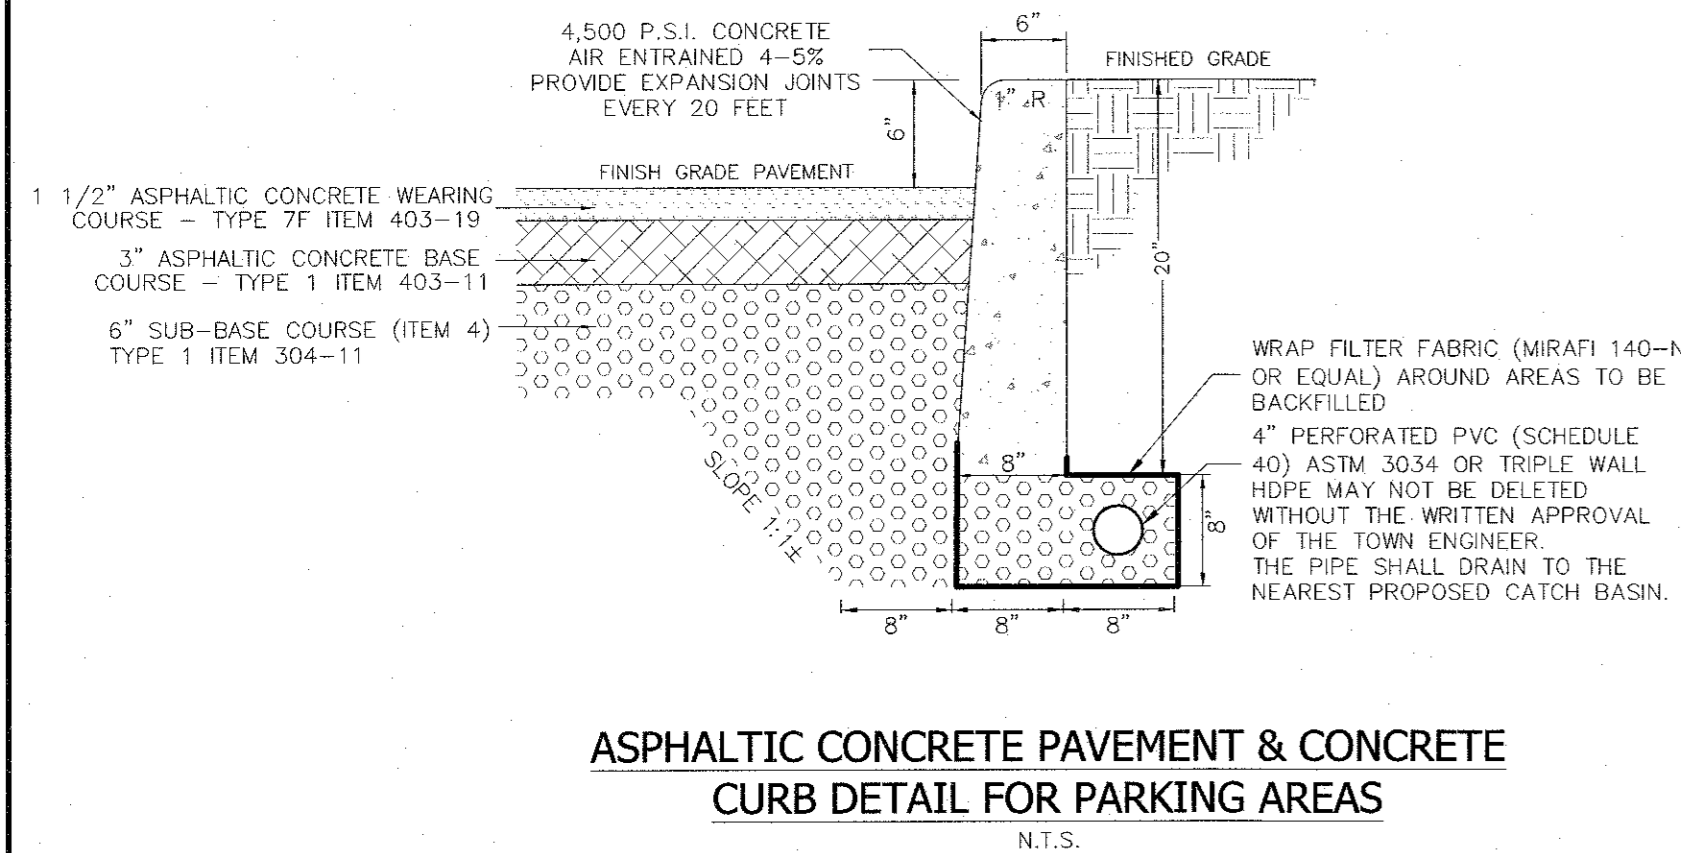 4,500 P.S.I. CONCRETE
AIR ENTRAINED 4-5%
PROVIDE EXPANSION JOINTS
EVERY 20 FEET
6"
FINISHED GRADE
1" R
6"
FINISH GRADE PAVEMENT
1 1/2" ASPHALTIC CONCRETE WEARING
COURSE - TYPE 7F ITEM 403-19
3" ASPHALTIC CONCRETE BASE
COURSE - TYPE 1 ITEM 403-11
6" SUB-BASE COURSE (ITEM 4)
TYPE 1 ITEM 304-11
20"
SLOPE 1:1±
8"
WRAP FILTER FABRIC (MIRAFI 140-N
OR EQUAL) AROUND AREAS TO BE
BACKFILLED
4" PERFORATED PVC (SCHEDULE
40) ASTM 3034 OR TRIPLE WALL
HDPE MAY NOT BE DELETED
WITHOUT THE WRITTEN APPROVAL
OF THE TOWN ENGINEER.
THE PIPE SHALL DRAIN TO THE
NEAREST PROPOSED CATCH BASIN.
8"
8"
8"
8"
ASPHALTIC CONCRETE PAVEMENT & CONCRETE
CURB DETAIL FOR PARKING AREAS
N.T.S.